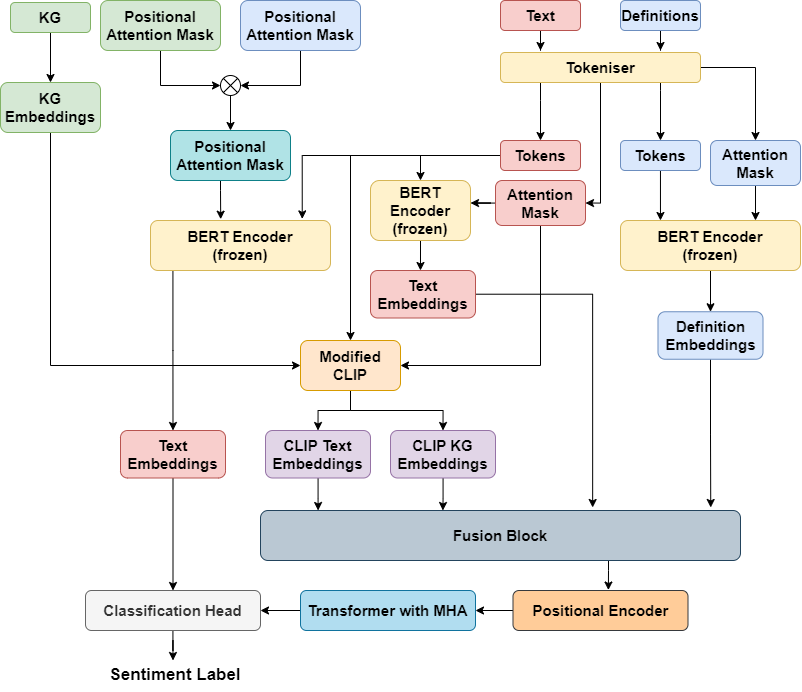 KG
Positional
Attention Mask
Positional
Attention Mask
Text
Definitions
Tokeniser
KG
Embeddings
Positional
Attention Mask
Tokens
Tokens
Attention
Mask
BERT
Encoder
(frozen)
Attention
Mask
BERT Encoder
(frozen)
BERT Encoder
(frozen)
Text
Embeddings
Definition
Embeddings
Modified
CLIP
Text
Embeddings
CLIP Text
Embeddings
CLIP KG
Embeddings
Fusion Block
Classification Head
Transformer with MHA
Positional Encoder
Sentiment Label